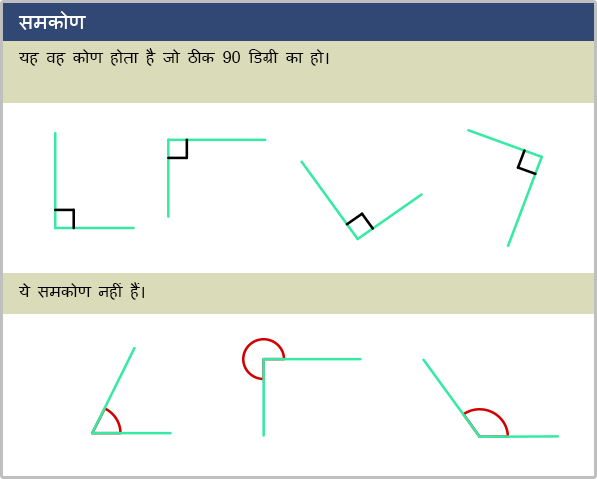 समकोण
यह वह कोण होता है जो ठीक 90 डिग्री का हो।
ये समकोण नहीं हैं।